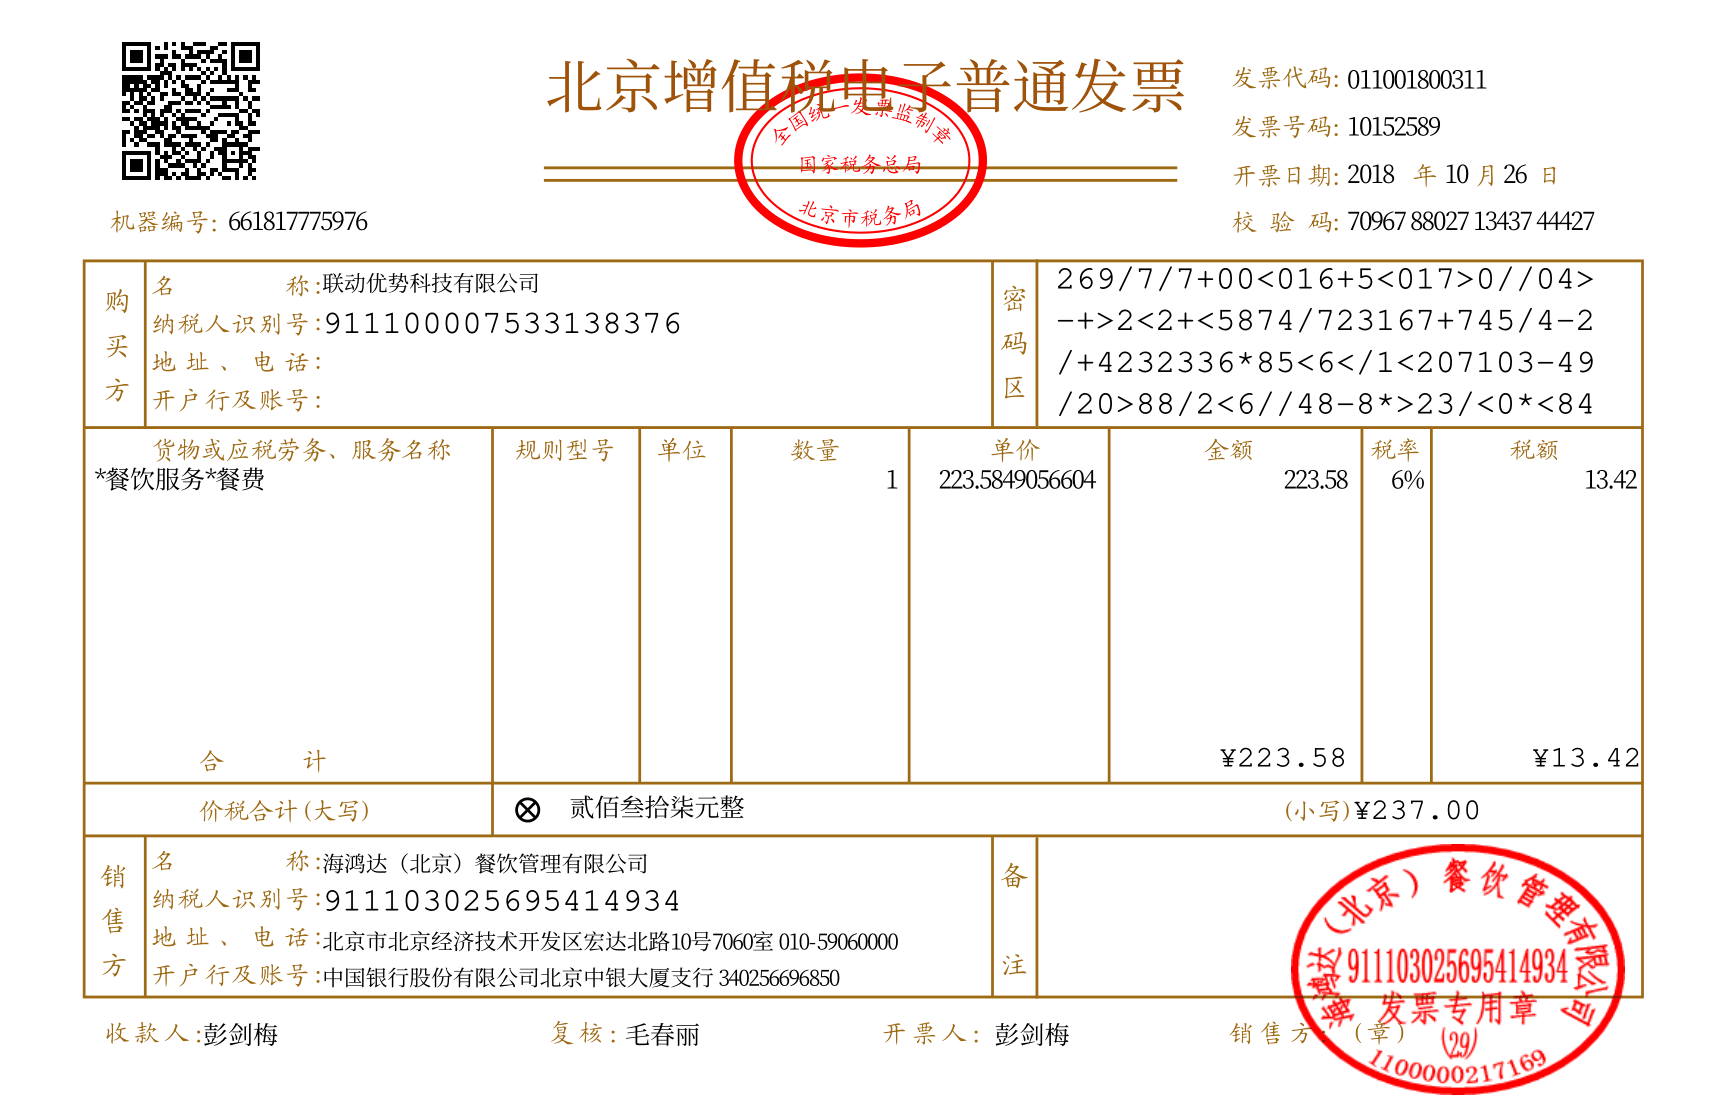 北京增值税电子普通发票
全国统一发票监制章
国家税务总局
北京市税务局
发票代码: 011001800311
发票号码: 10152589
开票日期: 2018 年 10 月 26 日
机器编号: 661817775976
校 验 码: 70967 88027 13437 44427
购买方
名 称:联动优势科技有限公司
纳税人识别号:911100007533138376
地 址 、 电 话:
开户行及账号:
密码区
269/7/7+00<016+5<017>0//04>
-+>2<2+<5874/723167+745/4-2
/+4232336*85<6</1<207103-49
/20>88/2<6//48-8*>23/<0*<84
货物或应税劳务、服务名称 规则型号 单位 数量 单价 金额 税率 税额
*餐饮服务*餐费 1 223.5849056604 223.58 6% 13.42
合 计 ¥223.58 ¥13.42
价税合计(大写) ⊗ 贰佰叁拾柒元整 (小写)¥237.00
销售方
名 称:海鸿达（北京）餐饮管理有限公司
纳税人识别号:911103025695414934
地 址 、 电 话:北京市北京经济技术开发区宏达北路10号7060室 010-59060000
开户行及账号:中国银行股份有限公司北京中银大厦支行 340256696850
备注
海鸿达（北京）餐饮管理有限公司
911103025695414934
发票专用章
(29)
1100000217169
收款人:彭剑梅 复核: 毛春丽 开票人: 彭剑梅 销售方: (章)